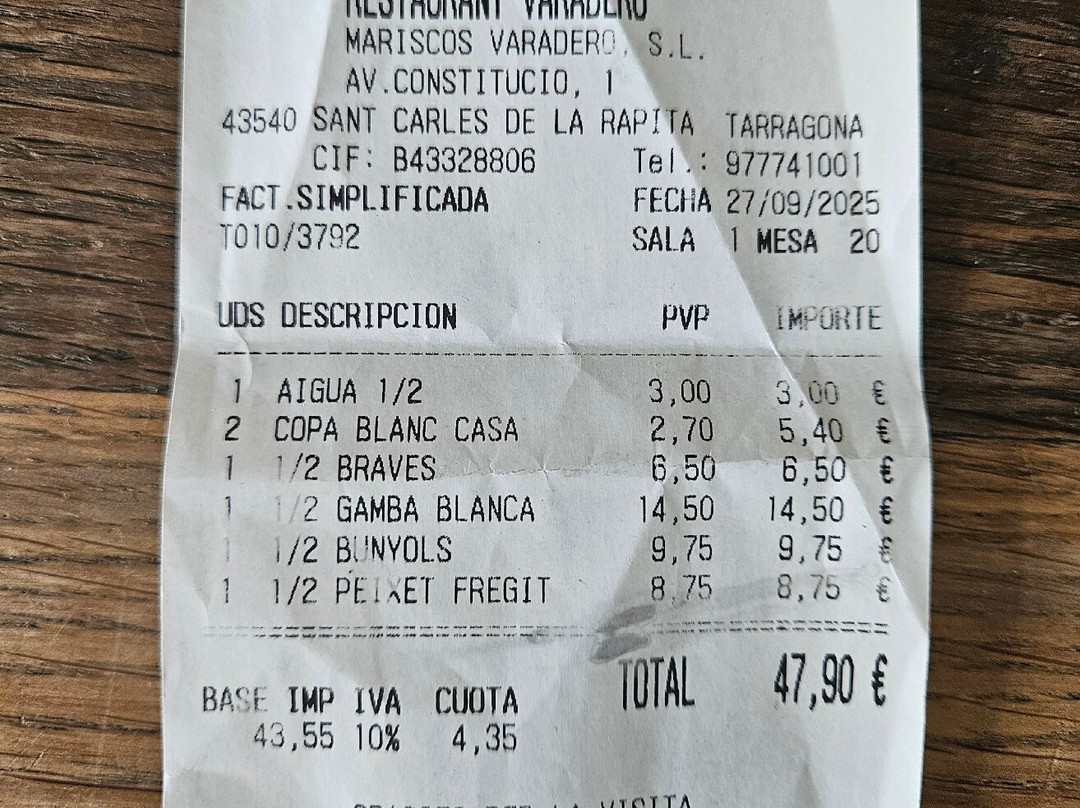 RESTAURANT VARADERO
MARISCOS VARADERO, S.L.
AV.CONSTITUCIO, 1
43540 SANT CARLES DE LA RAPITA TARRAGONA
CIF: B43328806 Tel.: 977741001
FACT.SIMPLIFICADA FECHA 27/09/2025
T010/3792 SALA 1 MESA 20
UDS DESCRIPCION PVP IMPORTE
1 AIGUA 1/2 3,00 3,00 €
2 COPA BLANC CASA 2,70 5,40 €
1 1/2 BRAVES 6,50 6,50 €
1 1/2 GAMBA BLANCA 14,50 14,50 €
1 1/2 BUNYOLS 9,75 9,75 €
1 1/2 PEIXET FREGIT 8,75 8,75 €
TOTAL 47,90 €
BASE IMP IVA CUOTA
43,55 10% 4,35
LA VISITA